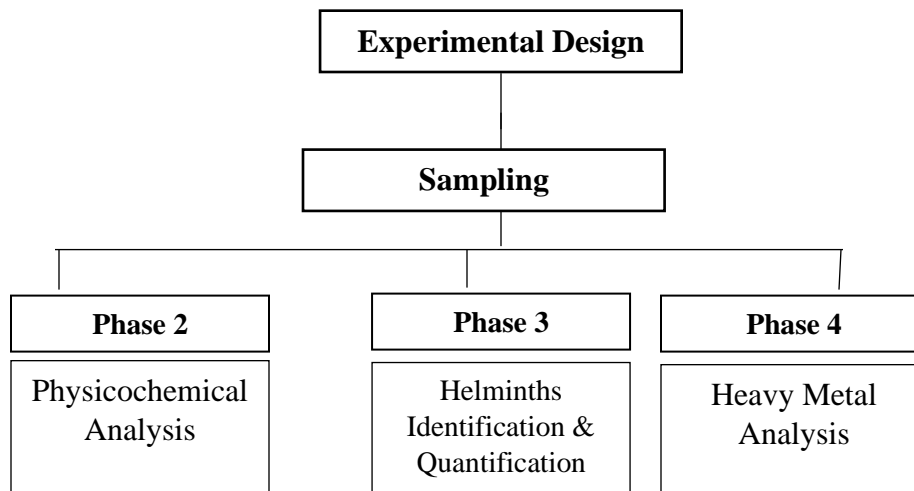 Experimental Design
Sampling
Phase 2
Phase 3
Phase 4
Physicochemical
Analysis
Helminths
Identification &
Quantification
Heavy Metal
Analysis